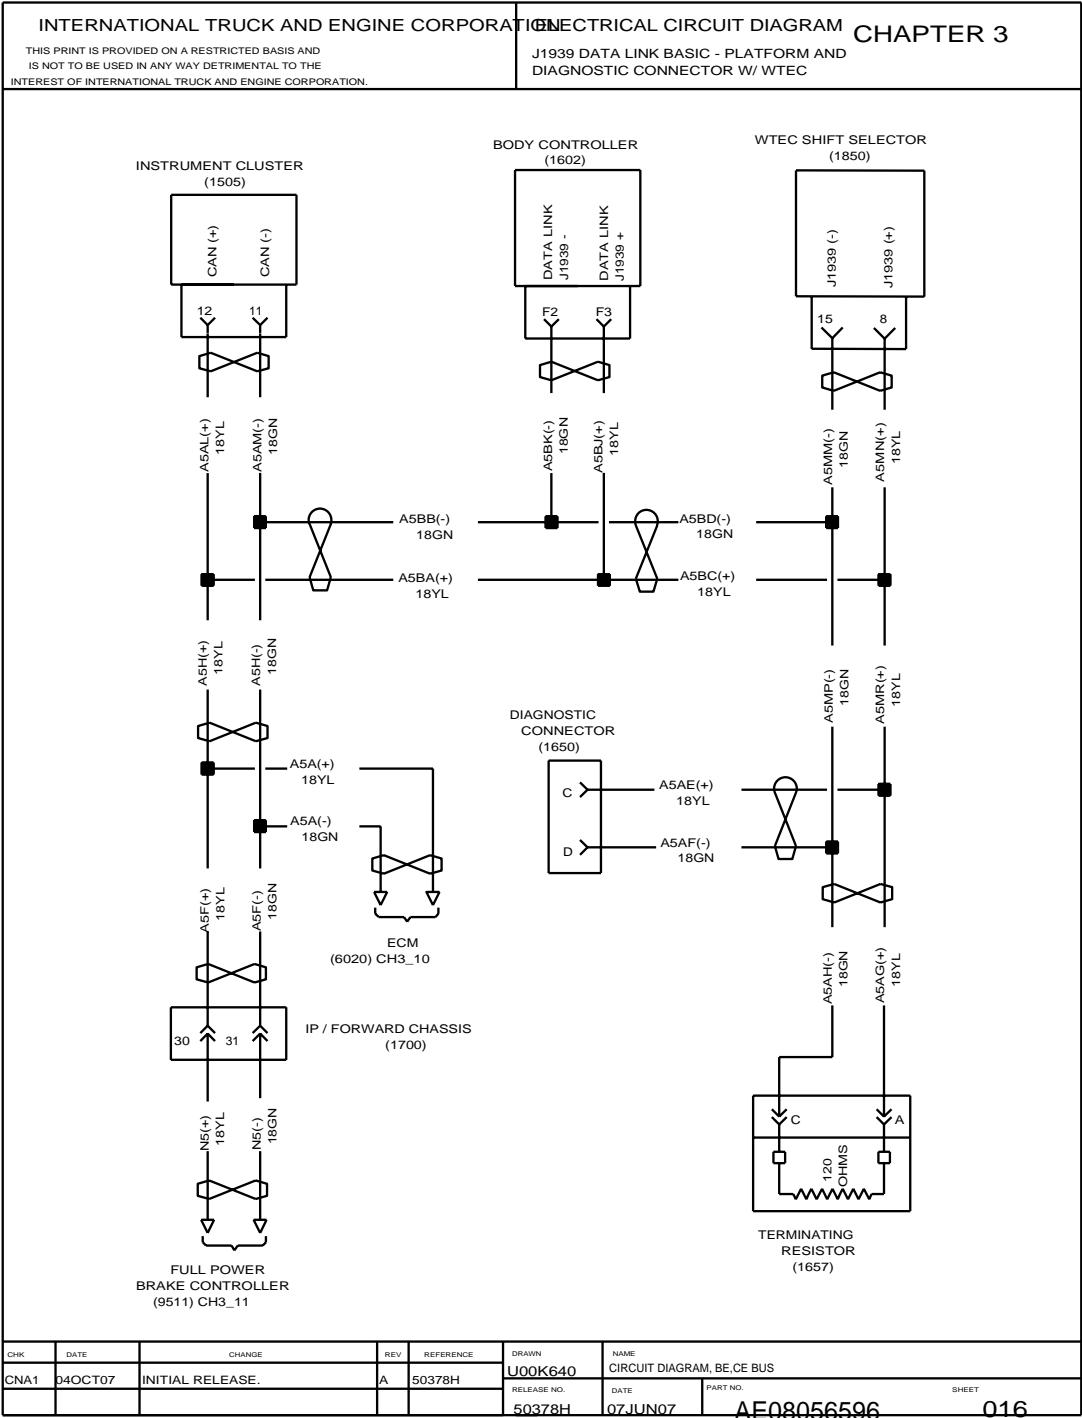 INTERNATIONAL TRUCK AND ENGINE CORPORATION
THIS PRINT IS PROVIDED ON A RESTRICTED BASIS AND
IS NOT TO BE USED IN ANY WAY DETRIMENTAL TO THE
INTEREST OF INTERNATIONAL TRUCK AND ENGINE CORPORATION.
ELECTRICAL CIRCUIT DIAGRAM
J1939 DATA LINK BASIC - PLATFORM AND
DIAGNOSTIC CONNECTOR W/ WTEC
CHAPTER 3
INSTRUMENT CLUSTER
(1505)
CAN (+)
CAN (-)
12
11
BODY CONTROLLER
(1602)
DATA LINK
J1939 -
DATA LINK
J1939 +
F2
F3
WTEC SHIFT SELECTOR
(1850)
J1939 (-)
J1939 (+)
15
8
A5AL(+)
18YL
A5AM(-)
18GN
A5BK(-)
18GN
A5BJ(+)
18YL
A5MM(-)
18GN
A5MN(+)
18YL
A5BB(-)
18GN
A5BD(-)
18GN
A5BA(+)
18YL
A5BC(+)
18YL
A5H(+)
18YL
A5H(-)
18GN
A5MP(-)
18GN
A5MR(+)
18YL
DIAGNOSTIC
CONNECTOR
(1650)
C
D
A5A(+)
18YL
A5A(-)
18GN
A5AE(+)
18YL
A5AF(-)
18GN
A5F(+)
18YL
A5F(-)
18GN
ECM
(6020) CH3_10
A5AH(-)
18GN
A5AG(+)
18YL
30
31
IP / FORWARD CHASSIS
(1700)
N5(+)
18YL
N5(-)
18GN
C
A
120
OHMS
TERMINATING
RESISTOR
(1657)
FULL POWER
BRAKE CONTROLLER
(9511) CH3_11
CHK
DATE
CHANGE
REV
REFERENCE
CNA1
04OCT07
INITIAL RELEASE.
A
50378H
DRAWN
U00K640
NAME
CIRCUIT DIAGRAM, BE,CE BUS
RELEASE NO.
50378H
DATE
07JUN07
PART NO.
AE08056596
SHEET
016